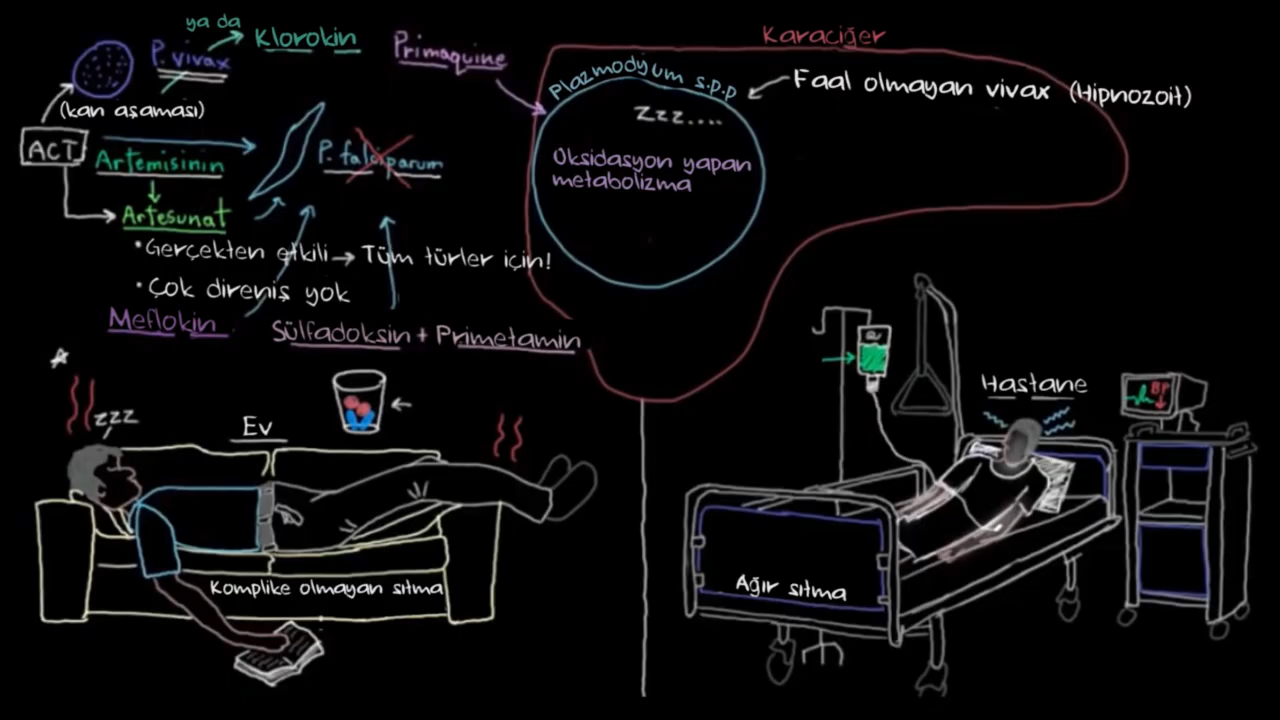 ya da
Klorokin
P. vivax
(kan aşaması)
ACT
Artemisinin
P. falciparum
Artesunat
• Gerçekten etkili → Tüm türler için!
• Çok direniş yok
Meflokin
Sülfadoksin + Primetamin
Primaquine
Karaciğer
Plazmodyum s.p.p
Faal olmayan vivax (Hipnozoit)
zzz....
Oksidasyon yapan
metabolizma
zzz
Ev
Komplike olmayan sıtma
Hastane
BP
Ağır sıtma